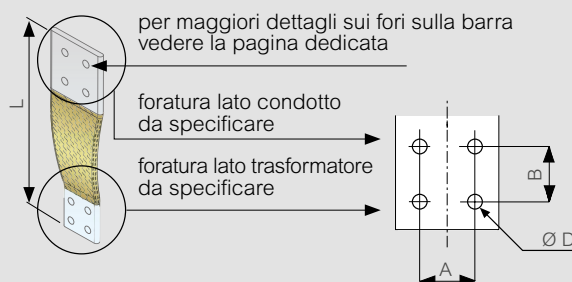 per maggiori dettagli sui fori sulla barra
vedere la pagina dedicata
L
foratura lato condotto
da specificare
foratura lato trasformatore
da specificare
B
Ø D
A